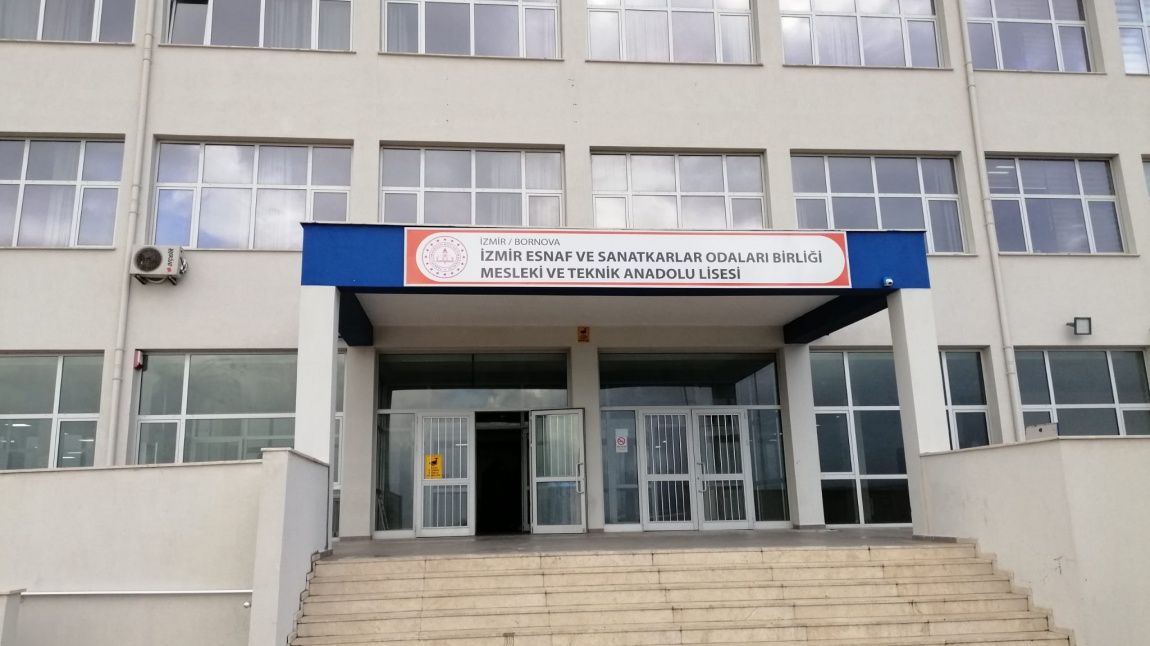 İZMİR / BORNOVA
İZMİR ESNAF VE SANATKARLAR ODALARI BİRLİĞİ
MESLEKİ VE TEKNİK ANADOLU LİSESİ